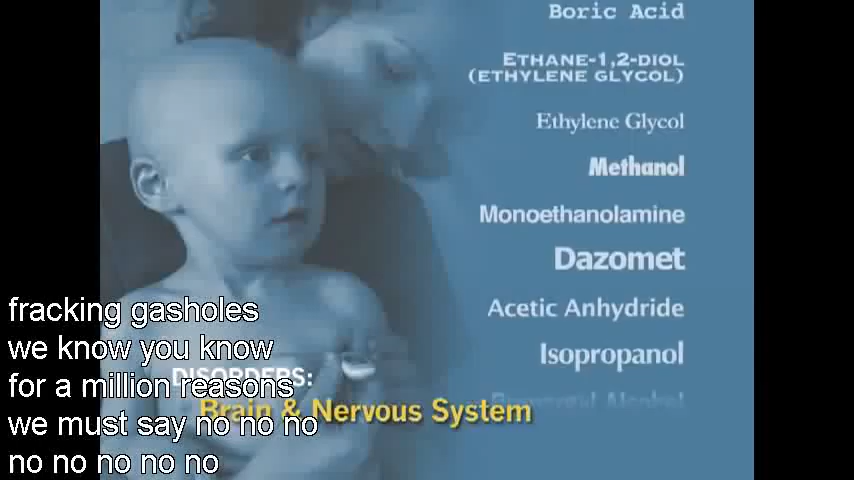 Boric Acid
ETHANE-1,2-DIOL
(ETHYLENE GLYCOL)
Ethylene Glycol
Methanol
Monoethanolamine
Dazomet
Acetic Anhydride
Isopropanol
Propargyl Alcohol
DISORDERS:
Brain & Nervous System
fracking gasholes
we know you know
for a million reasons
we must say no no no
no no no no no